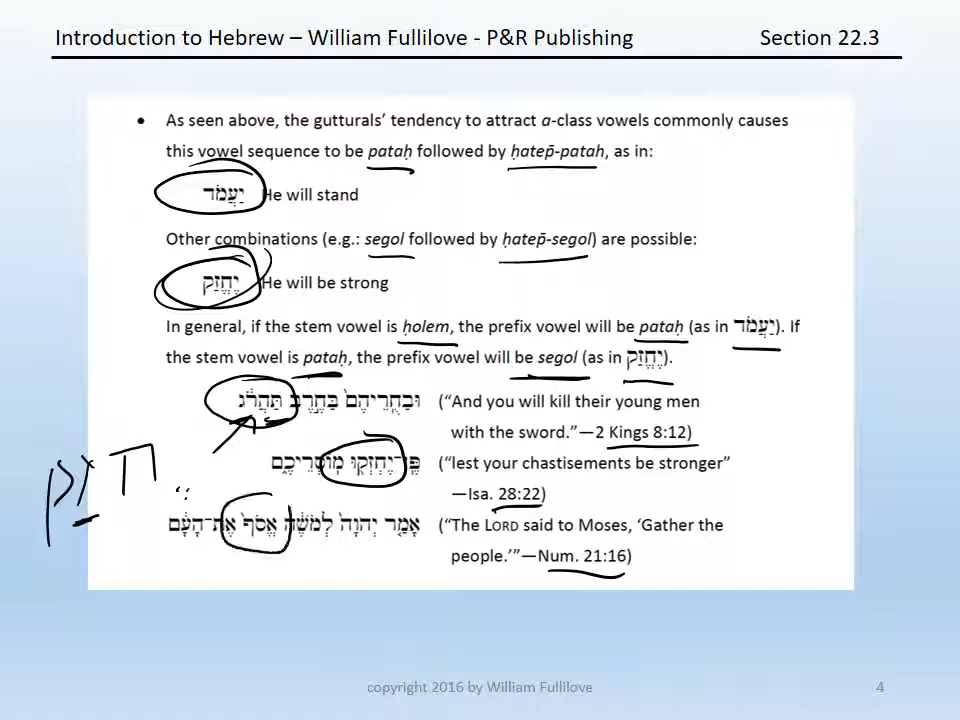 Introduction to Hebrew – William Fullilove - P&R Publishing Section 22.3
• As seen above, the gutturals’ tendency to attract a-class vowels commonly causes
this vowel sequence to be pataḥ followed by ḥatep̄-patah, as in:
יַעֲמֹד He will stand
Other combinations (e.g.: segol followed by ḥatep̄-segol) are possible:
יֶחֱזַק He will be strong
In general, if the stem vowel is ḥolem, the prefix vowel will be pataḥ (as in יַעֲמֹד). If
the stem vowel is pataḥ, the prefix vowel will be segol (as in יֶחֱזַק).
וּבַחֻרֵיהֶם֙ בַּחֶ֣רֶב תַּהֲרֹ֔ג (“And you will kill their young men
with the sword.”—2 Kings 8:12)
פֶּֽן־יֶחְזְק֖וּ מֽוֹסְרֵיכֶ֑ם (“lest your chastisements be stronger”
—Isa. 28:22)
אָמַ֤ר יְהוָה֙ לְמֹשֶׁ֔ה אֱסֹף֙ אֶת־הָעָ֔ם (“The LORD said to Moses, ‘Gather the
people.’”—Num. 21:16)
copyright 2016 by William Fullilove 4